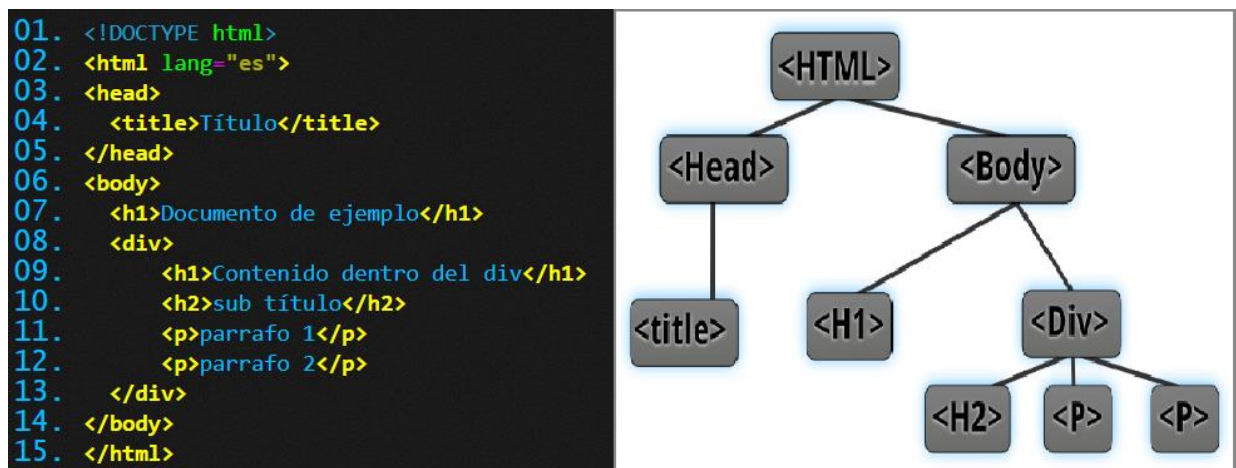 01. <!DOCTYPE html>
02. <html lang="es">
03. <head>
04. <title>Título</title>
05. </head>
06. <body>
07. <h1>Documento de ejemplo</h1>
08. <div>
09. <h1>Contenido dentro del div</h1>
10. <h2>sub título</h2>
11. <p>parrafo 1</p>
12. <p>parrafo 2</p>
13. </div>
14. </body>
15. </html>
<HTML>
<Head> <Body>
<title> <H1> <Div>
<H2> <P> <P>